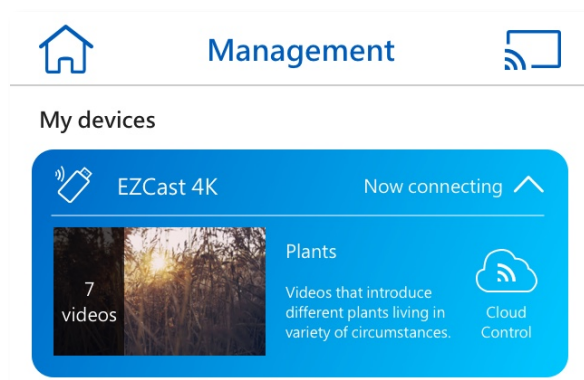 Management
My devices
EZCast 4K Now connecting
7
videos
Plants
Videos that introduce
different plants living in
variety of circumstances.
Cloud
Control